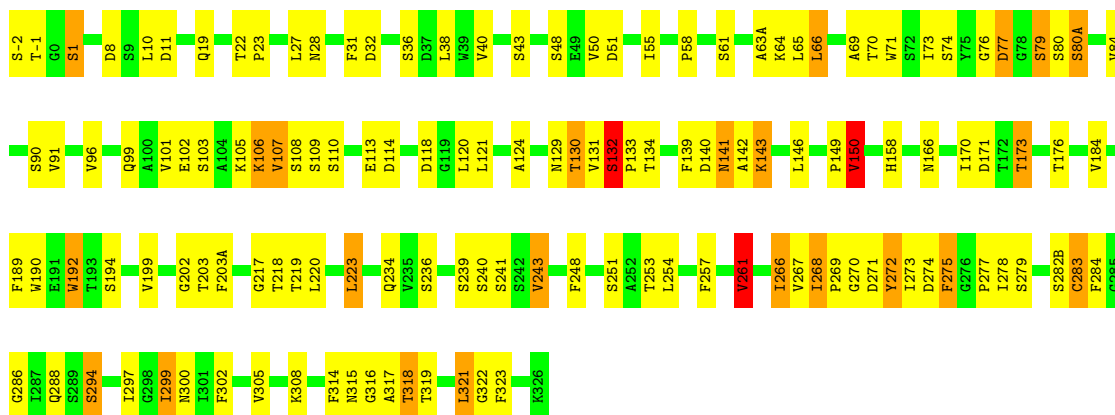 S-2 T-1 G0 S1 D8 S9 L10 D11 Q19 T22 P23 L27 N28 F31 D32 S36 D37 L38 W39 V40 S43 S48 E49 V50 D51 I55 P58 S61 A63A K64 L65 L66 A69 T70 W71 S72 I73 S74 Y75 G76 D77 G78 S79 S80 S80A
S90 V91 V96 Q99 A100 V101 E102 S103 A104 K105 K106 V107 S108 S109 S110 E113 D114 D118 G119 L120 L121 A124 N129 T130 V131 S132 P133 T134 F139 D140 N141 A142 K143 L146 P149 V150 H158 N166 I170 D171 T172 T173 T176 V184
F189 W190 E191 W192 T193 S194 V199 G202 T203 F203A G217 T218 T219 L220 L223 Q234 V235 S236 S239 S240 S241 S242 V243 F248 S251 A252 T253 L254 F257 V261 I266 V267 I268 P269 G270 D271 Y272 I273 D274 F275 G276 P277 I278 S279 S282B C283 F284
G286 I287 Q288 S289 S294 I297 G298 I299 N300 I301 F302 V305 K308 F314 N315 G316 A317 T318 T319 L321 G322 F323 K326